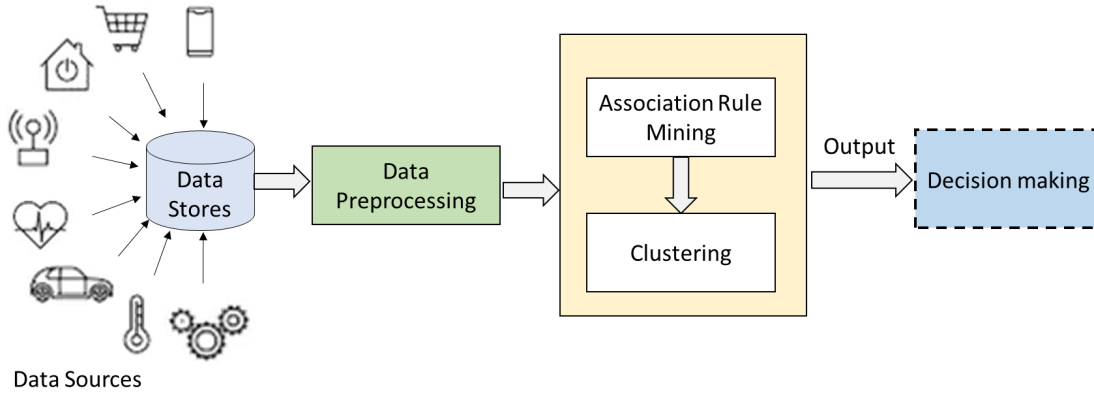 Data
Stores
Data
Preprocessing
Association Rule
Mining
Clustering
Output
Decision making
Data Sources